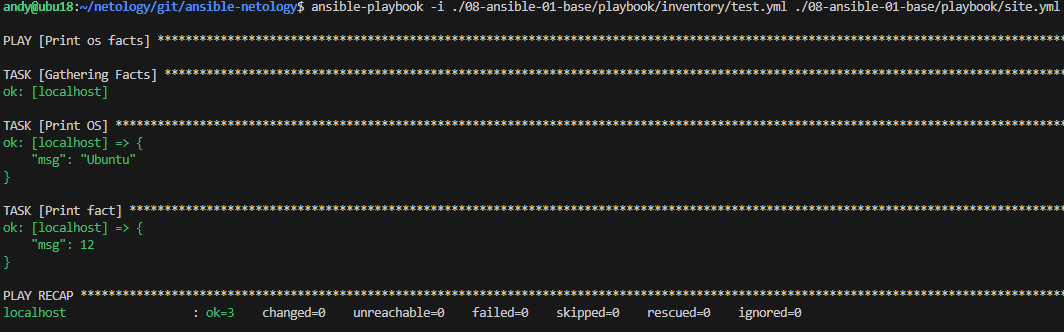 andy@ubu18:~/netology/git/ansible-netology$ ansible-playbook -i ./08-ansible-01-base/playbook/inventory/test.yml ./08-ansible-01-base/playbook/site.yml
PLAY [Print os facts] *********************************************************************************************************************************
TASK [Gathering Facts] ********************************************************************************************************************************
ok: [localhost]
TASK [Print OS] ***************************************************************************************************************************************
ok: [localhost] => {
    "msg": "Ubuntu"
}
TASK [Print fact] *************************************************************************************************************************************
ok: [localhost] => {
    "msg": 12
}
PLAY RECAP ********************************************************************************************************************************************
localhost                  : ok=3    changed=0    unreachable=0    failed=0    skipped=0    rescued=0    ignored=0